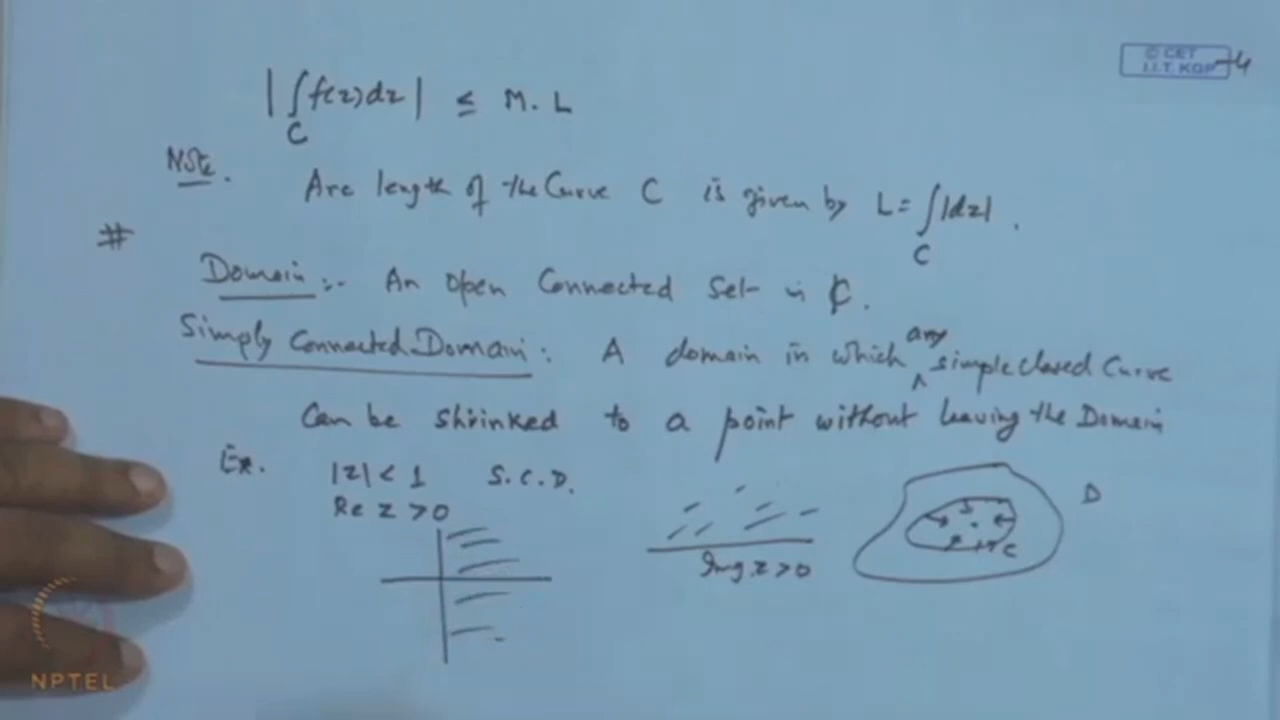 © CET
I.I.T. KGP
|∫_C f(z)dz| ≤ M. L
Note.
Arc length of the Curve C is given by L = ∫_C |dz| .
#
Domain :- An open Connected Set in ₵.
Simply Connected Domain : A domain in which any simple closed Curve
Can be shrinked to a point without leaving the Domain
Ex. |z| < 1 S.C.D. D
Re z > 0
C
Img. z > 0
NPTEL